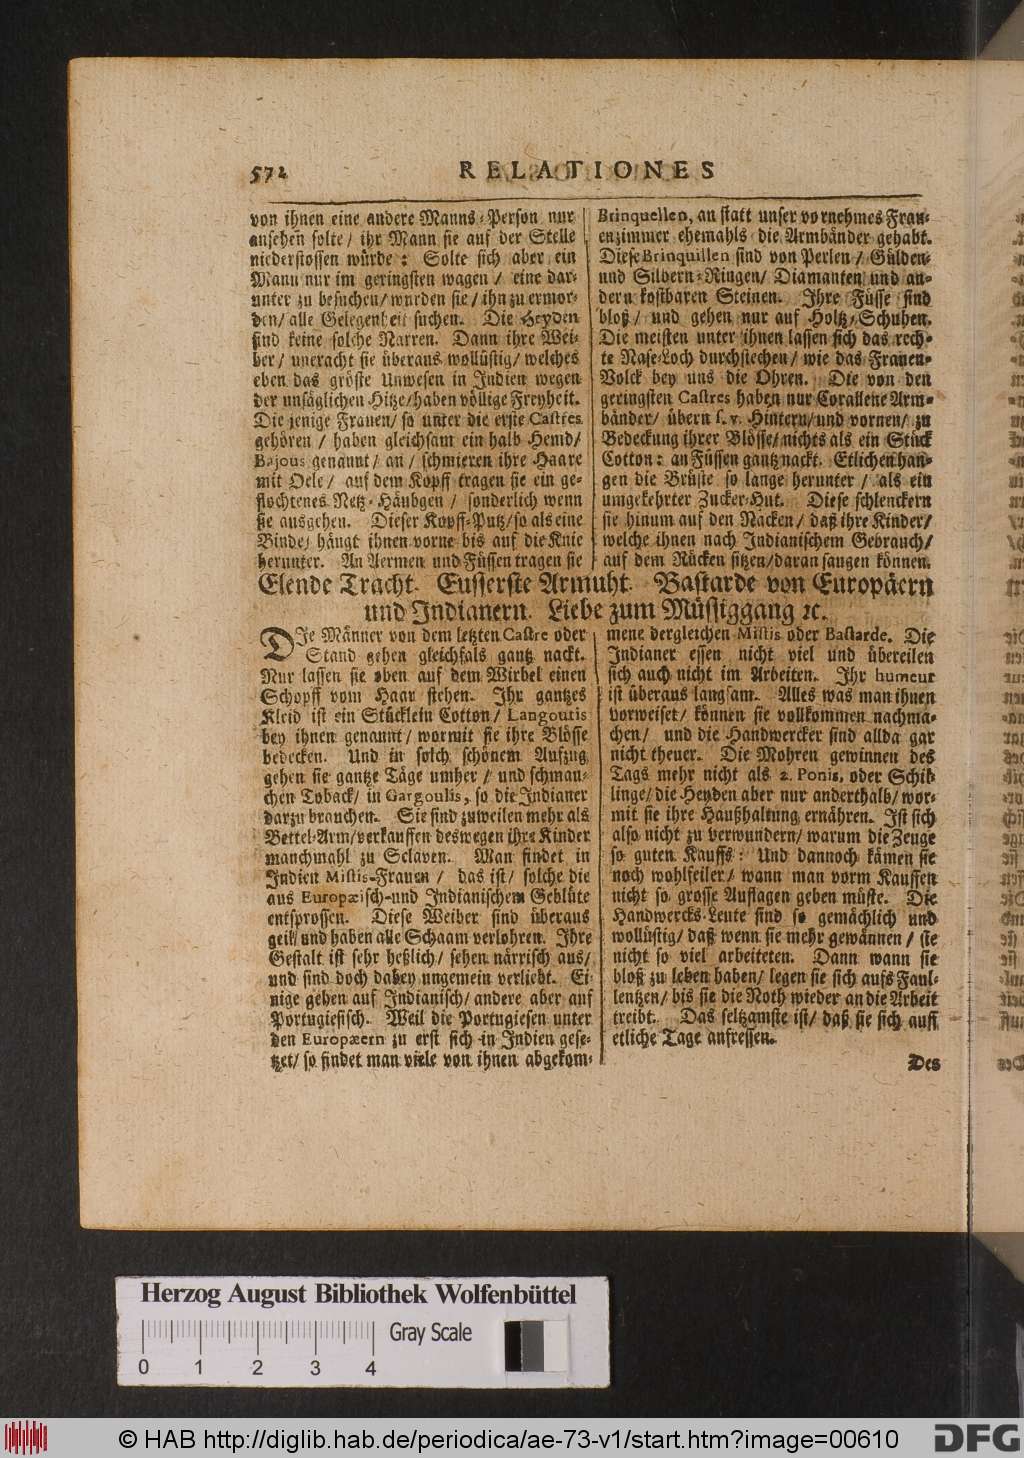 572 RELATIONES
von ihnen eine andere Manns-Person nur
ansehen solte/ ihr Mann sie auf der Stelle
niederstossen würde: Solte sich aber ein
Mann nur im geringsten wagen/ eine dar-
unter zu besuchen/ wurden sie/ ihn zu ermor-
den/ alle Gelegenheit suchen. Die Heyden
sind keine solche Narren. Dann ihre Wei-
ber/ uneracht sie überaus wollüstig/ welches
eben das gröste Unwesen in Indien wegen
der unsäglichen Hitze/ haben völlige Freyheit.
Die jenige Frauen/ so unter die erste Castres
gehören/ haben gleichsam ein halb Hemd/
Bajous genannt/ an/ schmieren ihre Haare
mit Oele/ auf dem Kopff tragen sie ein ge-
flochtenes Netz-Häubgen/ sonderlich wenn
sie ausgehen. Dieser Kopff-Putz/ so als eine
Binde/ hängt ihnen vorne bis auf die Knie
herunter. An Aermen und Füssen tragen sie
Brinquellen, an statt unser vornehmes Frau-
enzimmer ehemahls die Armbänder gehabt.
Diese Brinquillen sind von Perlen/ Gülden-
und Silbern-Ringen/ Diamanten und an-
dern kostbaren Steinen. Ihre Füsse sind
bloß/ und gehen nur auf Holtz-Schuhen.
Die meisten unter ihnen lassen sich das rech-
te Nase-Loch durchstechen/ wie das Frauen-
Volck bey uns die Ohren. Die von den
geringsten Castres haben nur Corallene Arm-
bänder/ übern s. v. Hintern/ und vornen/ zu
Bedeckung ihrer Blösse/ nichts als ein Stück
Cotton: an Füssen gantz nackt. Etlichen han-
gen die Brüste so lange herunter/ als ein
umgekehrter Zucker-Hut. Diese schlenckern
sie hinum auf den Nacken/ daß ihre Kinder/
welche ihnen nach Indianischem Gebrauch/
auf dem Rücken sitzen/ daran saugen können.
Elende Tracht. Eusserste Armuht. Bastarde von Europäern
und Indianern. Liebe zum Müssiggang ꝛc.
DJe Männer von dem letzten Castre oder
Stand gehen gleichfals gantz nackt.
Nur lassen sie oben auf dem Wirbel einen
Schopff vom Haar stehen. Ihr gantzes
Kleid ist ein Stücklein Cotton/ Langoutis
bey ihnen genannt/ wormit sie ihre Blösse
bedecken. Und in solch schönem Aufzug
gehen sie gantze Täge umher/ und schmau-
chen Toback/ in Gargoulis, so die Indianer
darzu brauchen. Sie sind zuweilen mehr als
Bettel-Arm/ verkauffen deswegen ihre Kinder
manchmahl zu Sclaven. Man findet in
Indien Mistis-Frauen/ das ist/ solche die
aus Europæisch-und Indianischem Geblüte
entsprossen. Diese Weiber sind überaus
geil/ und haben alle Schaam verlohren. Ihre
Gestalt ist sehr heßlich/ sehen närrisch aus/
und sind doch dabey ungemein verliebt. Ei-
nige gehen auf Indianisch/ andere aber auf
Portugiesisch. Weil die Portugiesen unter
den Europæern zu erst sich in Indien gese-
tzet/ so findet man viele von ihnen abgekom-
mene dergleichen Mistis oder Bastarde. Die
Indianer essen nicht viel und übereilen
sich auch nicht im Arbeiten. Ihr humeur
ist überaus langsam. Alles was man ihnen
vorweiset/ können sie vollkommen nachma-
chen/ und die Handwercker sind allda gar
nicht theuer. Die Mohren gewinnen des
Tags mehr nicht als 2. Ponis, oder Schil-
linge/ die Heyden aber nur anderthalb/ wor-
mit sie ihre Haußhaltung ernähren. Ist sich
also nicht zu verwundern/ warum die Zeuge
so guten Kauffs: Und dannoch kämen sie
noch wohlfeiler/ wann man vorm Kauffen
nicht so grosse Auflagen geben müste. Die
Handwercks-Leute sind so gemächlich und
wollüstig/ daß wenn sie mehr gewännen/ sie
nicht so viel arbeiteten. Dann wann sie
bloß zu leben haben/ legen sie sich aufs Faul-
lentzen/ bis sie die Noth wieder an die Arbeit
treibt. Das seltzamste ist/ daß sie sich auff
etliche Tage anfressen.
Des
Herzog August Bibliothek Wolfenbüttel
Gray Scale
0 1 2 3 4
© HAB http://diglib.hab.de/periodica/ae-73-v1/start.htm?image=00610
DFG